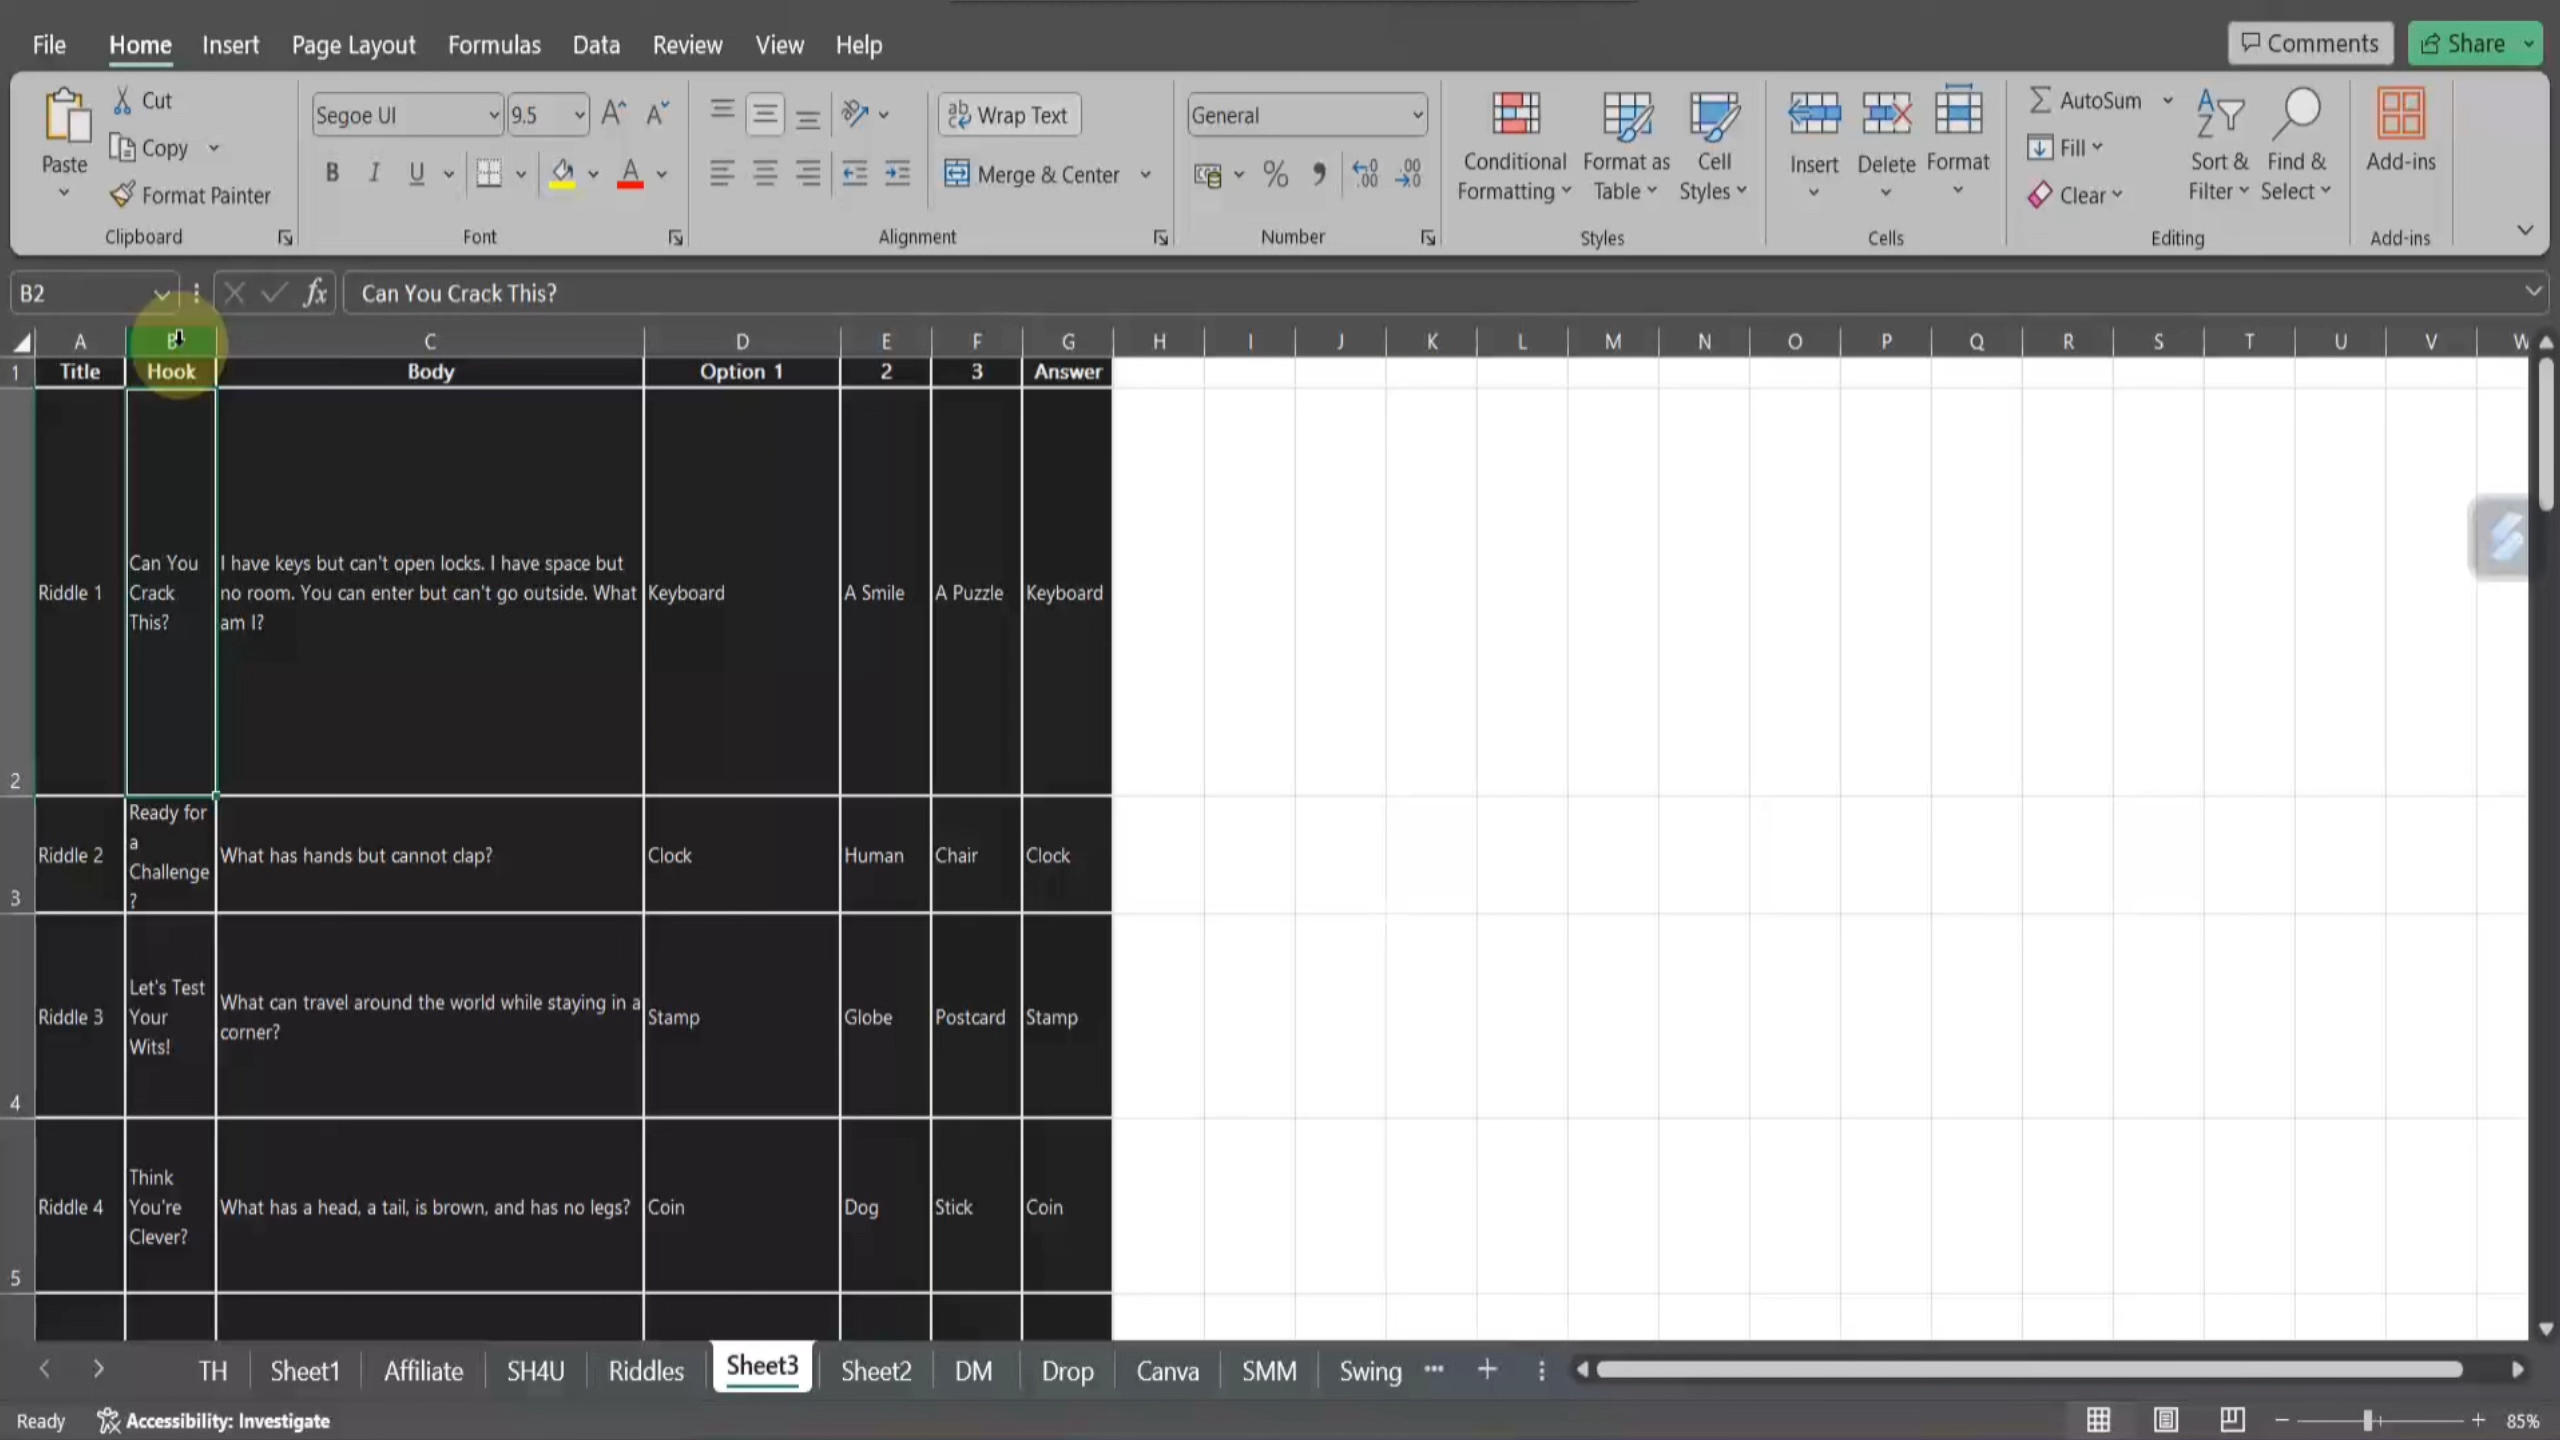 File Home Insert Page Layout Formulas Data Review View Help Comments Share
Paste
Cut
Copy
Format Painter
Clipboard
Segoe UI 9.5
B I U
Font
Wrap Text
Merge & Center
Alignment
General
% 
Number
Conditional Formatting
Format as Table
Cell Styles
Styles
Insert Delete Format
Cells
AutoSum
Fill
Clear
Sort & Filter
Find & Select
Editing
Add-ins
Add-ins
B2 fx Can You Crack This?
A B C D E F G H I J K L M N O P Q R S T U V W
1 Title Hook Body Option 1 2 3 Answer
2
Riddle 1
Can You
Crack
This?
I have keys but can't open locks. I have space but
no room. You can enter but can't go outside. What
am I?
Keyboard
A Smile
A Puzzle
Keyboard
3
Riddle 2
Ready for
a
Challenge
?
What has hands but cannot clap?
Clock
Human
Chair
Clock
4
Riddle 3
Let's Test
Your
Wits!
What can travel around the world while staying in a
corner?
Stamp
Globe
Postcard
Stamp
5
Riddle 4
Think
You're
Clever?
What has a head, a tail, is brown, and has no legs?
Coin
Dog
Stick
Coin
TH Sheet1 Affiliate SH4U Riddles Sheet3 Sheet2 DM Drop Canva SMM Swing ...
Ready Accessibility: Investigate 85%